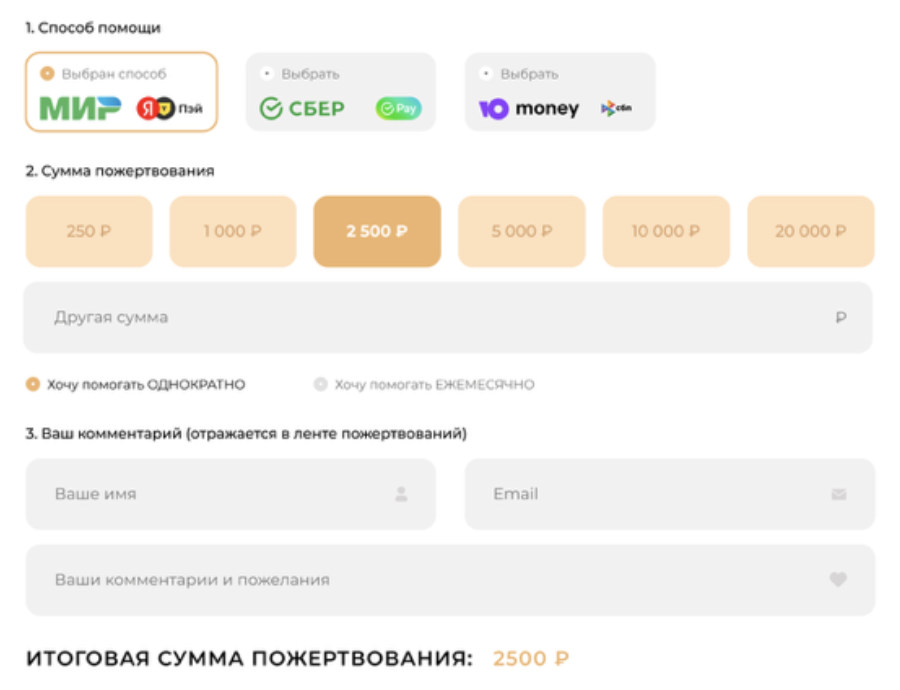 1. Способ помощи
Выбран способ
Выбрать
Выбрать
МИР Я Пэй
СБЕР Pay
Ю money сбп
2. Сумма пожертвования
250 ₽
1 000 ₽
2 500 ₽
5 000 ₽
10 000 ₽
20 000 ₽
Другая сумма ₽
Хочу помогать ОДНОКРАТНО
Хочу помогать ЕЖЕМЕСЯЧНО
3. Ваш комментарий (отражается в ленте пожертвований)
Ваше имя
Email
Ваши комментарии и пожелания
ИТОГОВАЯ СУММА ПОЖЕРТВОВАНИЯ: 2500 ₽